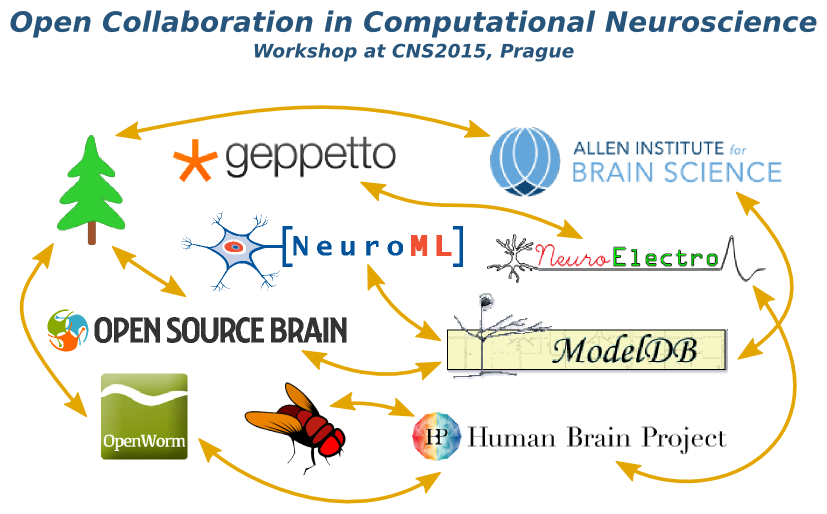 Open Collaboration in Computational Neuroscience
Workshop at CNS2015, Prague
geppetto
ALLEN INSTITUTE for
BRAIN SCIENCE
NeuroML
NeuroElectro
OPEN SOURCE BRAIN
ModelDB
OpenWorm
HP
Human Brain Project